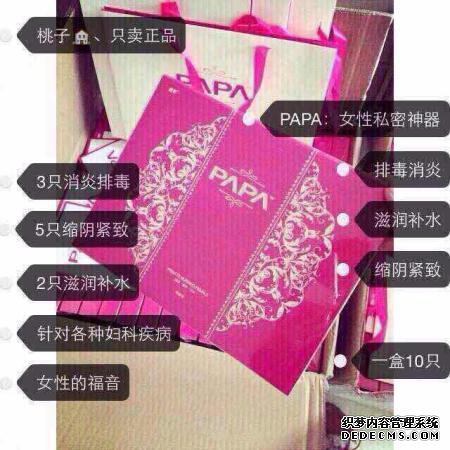 桃子🏠、只卖正品
PAPA
PAPA：女性私密神器
排毒消炎
3只消炎排毒
PAPA
滋润补水
5只缩阴紧致
缩阴紧致
2只滋润补水
针对各种妇科疾病
一盒10只
女性的福音
织梦内容管理系统
DEDECMS.COM